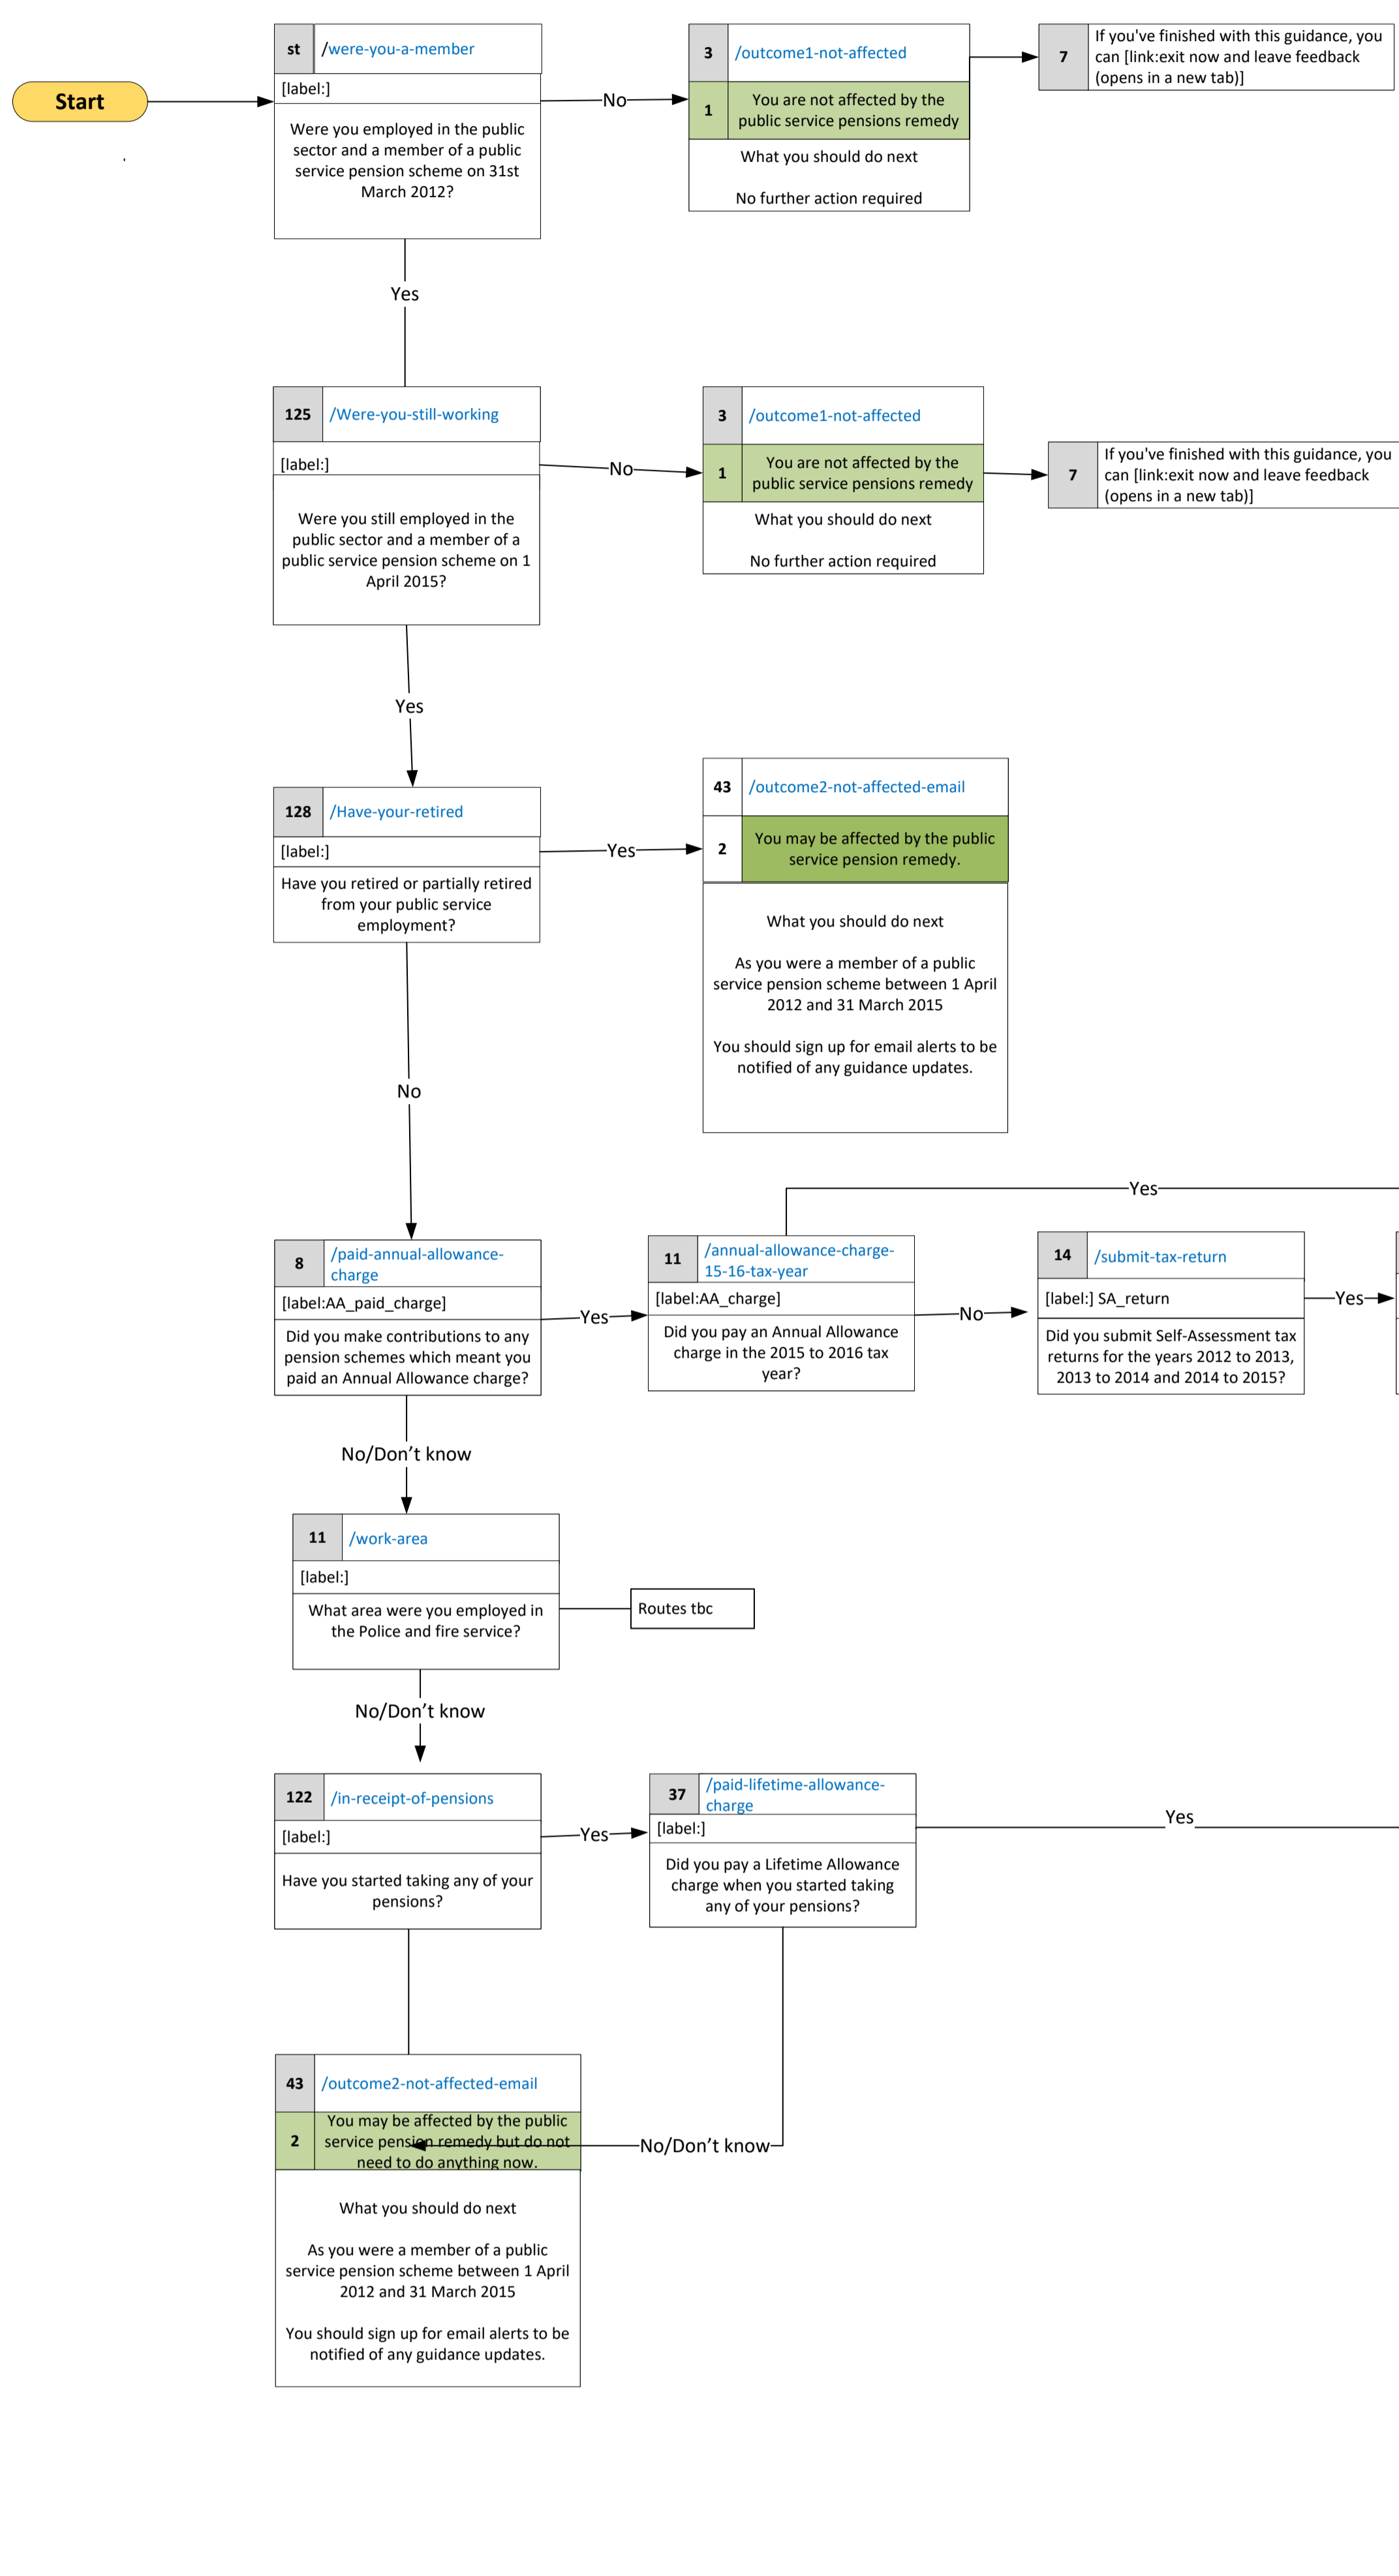 Start
st
/were-you-a-member
[label:]
Were you employed in the public
sector and a member of a public
service pension scheme on 31st
March 2012?
No
3
/outcome1-not-affected
1
You are not affected by the
public service pensions remedy
What you should do next
No further action required
7
If you've finished with this guidance, you
can [link:exit now and leave feedback
(opens in a new tab)]
Yes
125
/Were-you-still-working
[label:]
Were you still employed in the
public sector and a member of a
public service pension scheme on 1
April 2015?
No
3
/outcome1-not-affected
1
You are not affected by the
public service pensions remedy
What you should do next
No further action required
7
If you've finished with this guidance, you
can [link:exit now and leave feedback
(opens in a new tab)]
Yes
128
/Have-your-retired
[label:]
Have you retired or partially retired
from your public service
employment?
Yes
43
/outcome2-not-affected-email
2
You may be affected by the public
service pension remedy.
What you should do next
As you were a member of a public
service pension scheme between 1 April
2012 and 31 March 2015
You should sign up for email alerts to be
notified of any guidance updates.
No
8
/paid-annual-allowance-
charge
[label:AA_paid_charge]
Did you make contributions to any
pension schemes which meant you
paid an Annual Allowance charge?
Yes
11
/annual-allowance-charge-
15-16-tax-year
[label:AA_charge]
Did you pay an Annual Allowance
charge in the 2015 to 2016 tax
year?
Yes
No
14
/submit-tax-return
[label:] SA_return
Did you submit Self-Assessment tax
returns for the years 2012 to 2013,
2013 to 2014 and 2014 to 2015?
Yes
No/Don't know
11
/work-area
[label:]
What area were you employed in
the Police and fire service?
Routes tbc
No/Don't know
122
/in-receipt-of-pensions
[label:]
Have you started taking any of your
pensions?
Yes
37
/paid-lifetime-allowance-
charge
[label:]
Did you pay a Lifetime Allowance
charge when you started taking
any of your pensions?
Yes
43
/outcome2-not-affected-email
2
You may be affected by the public
service pension remedy but do not
need to do anything now.
No/Don't know
What you should do next
As you were a member of a public
service pension scheme between 1 April
2012 and 31 March 2015
You should sign up for email alerts to be
notified of any guidance updates.